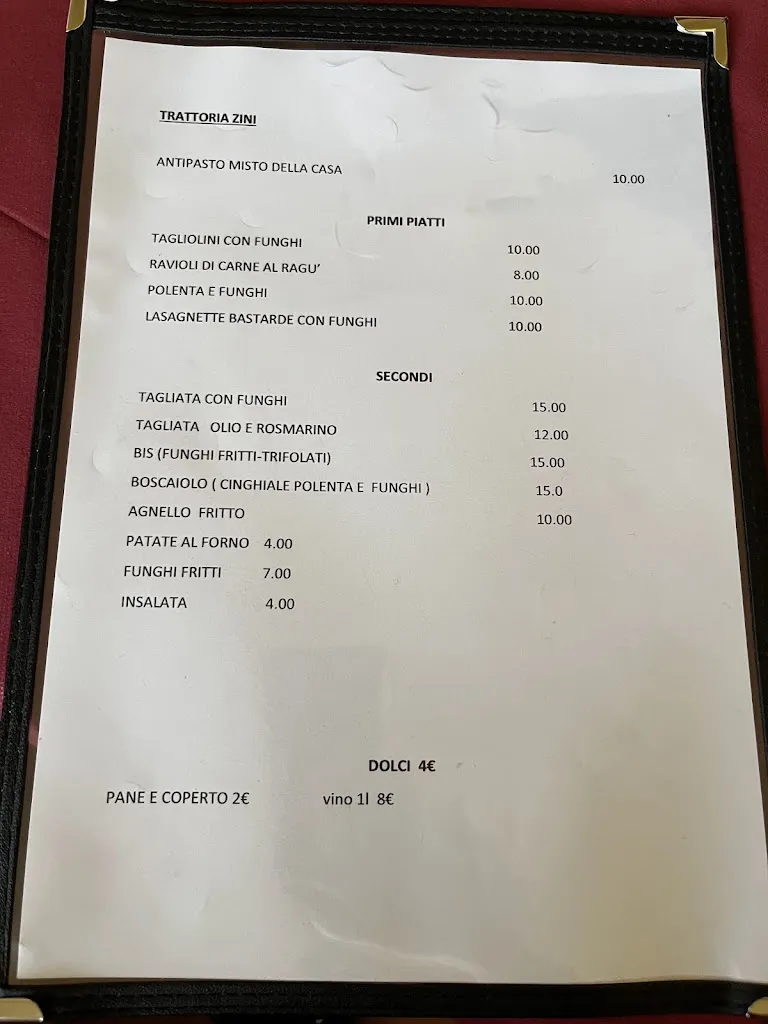 TRATTORIA ZINI
ANTIPASTO MISTO DELLA CASA 10.00
PRIMI PIATTI
TAGLIOLINI CON FUNGHI 10.00
RAVIOLI DI CARNE AL RAGU’ 8.00
POLENTA E FUNGHI 10.00
LASAGNETTE BASTARDE CON FUNGHI 10.00
SECONDI
TAGLIATA CON FUNGHI 15.00
TAGLIATA OLIO E ROSMARINO 12.00
BIS (FUNGHI FRITTI-TRIFOLATI) 15.00
BOSCAIOLO ( CINGHIALE POLENTA E FUNGHI ) 15.0
AGNELLO FRITTO 10.00
PATATE AL FORNO 4.00
FUNGHI FRITTI 7.00
INSALATA 4.00
DOLCI 4€
PANE E COPERTO 2€ vino 1l 8€